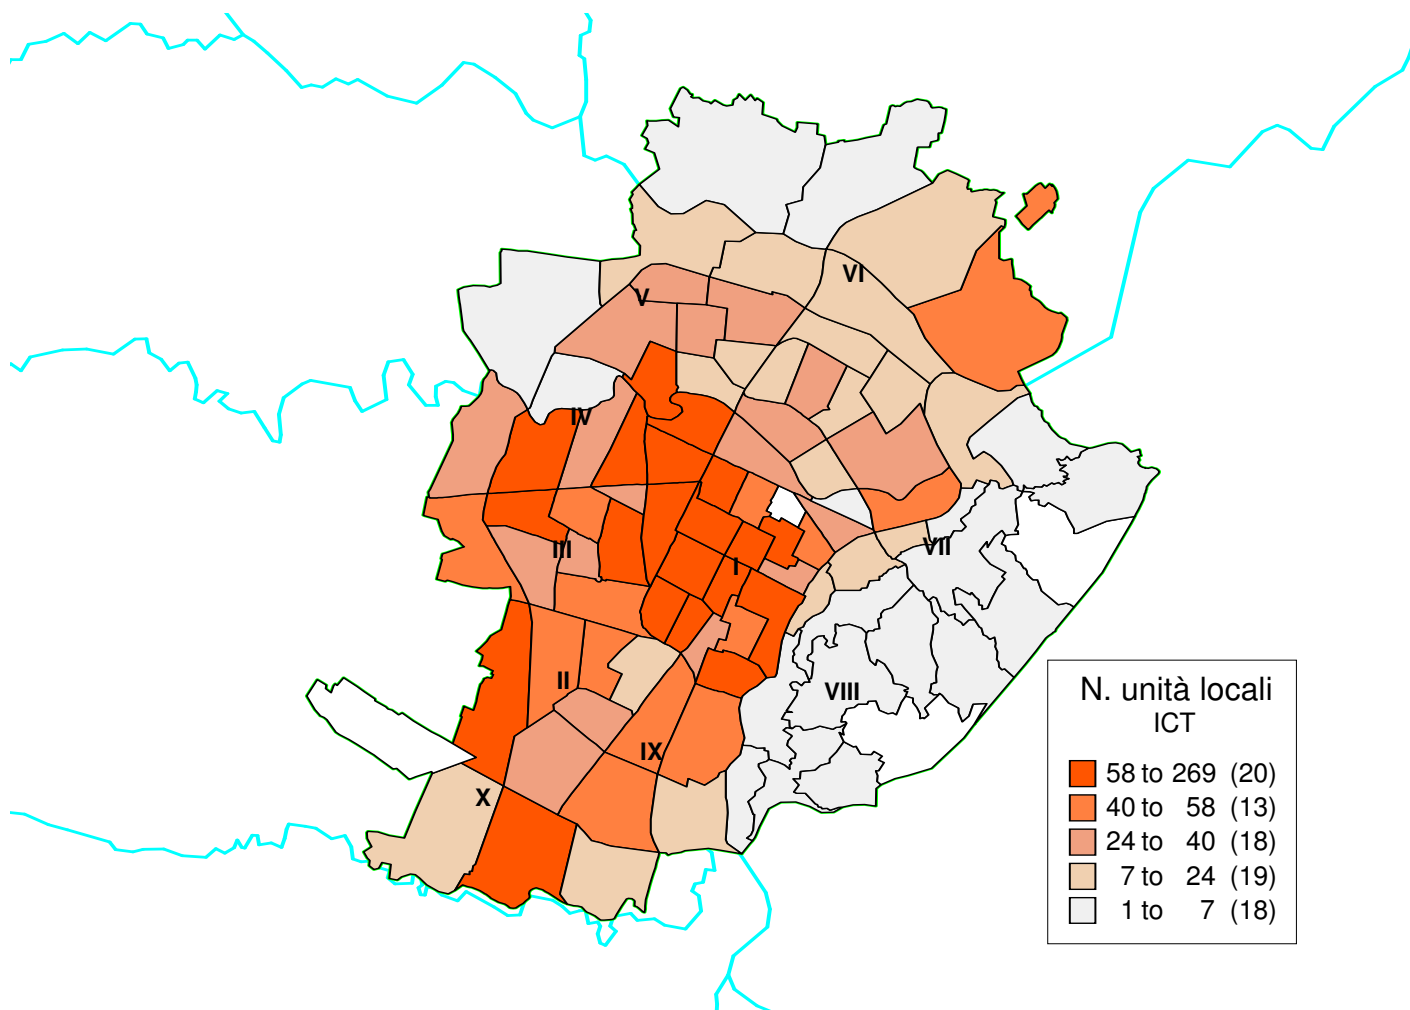 VI
V
IV
III
VII
I
II
VIII
IX
X
N. unità locali
ICT
58 to 269 (20)
40 to 58 (13)
24 to 40 (18)
7 to 24 (19)
1 to 7 (18)